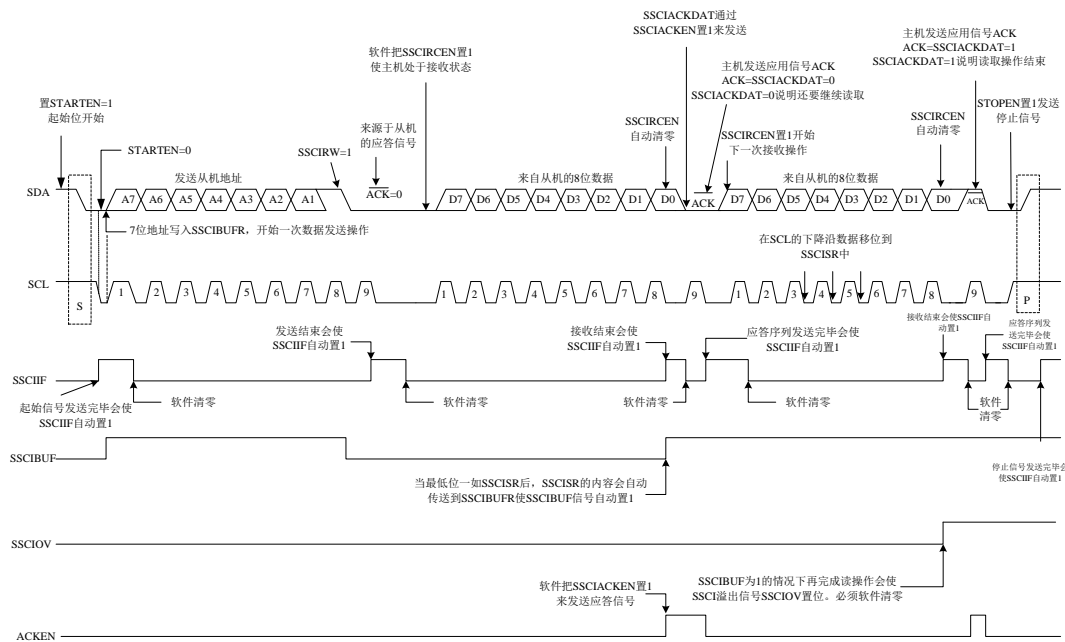 SSCIACKDAT通过
SSCIACKEN置1来发送
主机发送应用信号ACK
ACK=SSCIACKDAT=1
SSCIACKDAT=1说明读取操作结束
软件把SSCIRCEN置1
使主机处于接收状态
主机发送应用信号ACK
ACK=SSCIACKDAT=0
SSCIACKDAT=0说明还要继续读取
置STARTEN=1
起始位开始
STOPEN置1发送
停止信号
来源于从机
的应答信号
SSCIRCEN
自动清零
SSCIRCEN
自动清零
STARTEN=0
SSCIRW=1
SSCIRCEN置1开始
下一次接收操作
发送从机地址
ACK=0
来自从机的8位数据
来自从机的8位数据
SDA
A7 A6 A5 A4 A3 A2 A1
D7 D6 D5 D4 D3 D2 D1 D0
ACK
D7 D6 D5 D4 D3 D2 D1 D0
ACK
7位地址写入SSCIBUFR，开始一次数据发送操作
在SCL的下降沿数据移位到
SSCISR中
SCL
S
1 2 3 4 5 6 7 8 9
1 2 3 4 5 6 7 8 9
1 2 3 4 5 6 7 8 9
P
发送结束会使
SSCIIF自动置1
接收结束会使
SSCIIF自动置1
应答序列发送完毕会使
SSCIIF自动置1
接收结束会使SSCIIF自
动置1
应答序列发
送完毕会使
SSCIIF自动置1
SSCIIF
起始信号发送完毕会使
SSCIIF自动置1
软件清零
软件清零
软件清零
软件清零
软件
清零
SSCIBUF
当最低位一如SSCISR后，SSCISR的内容会自动
传送到SSCIBUFR使SSCIBUF信号自动置1
停止信号发送完毕会
使SSCIIF自动置1
SSCIOV
软件把SSCIACKEN置1
来发送应答信号
SSCIBUF为1的情况下再完成读操作会使
SSCI溢出信号SSCIOV置位。必须软件清零
ACKEN